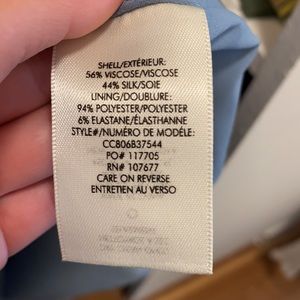 SHELL/EXTÉRIEUR:
56% VISCOSE/VISCOSE
44% SILK/SOIE
LINING/DOUBLURE:
94% POLYESTER/POLYESTER
6% ELASTANE/ÉLASTHANNE
STYLE#/NUMÉRO DE MODÈLE:
CC806B37544
PO# 117705
RN# 107677
CARE ON REVERSE
ENTRETIEN AU VERSO